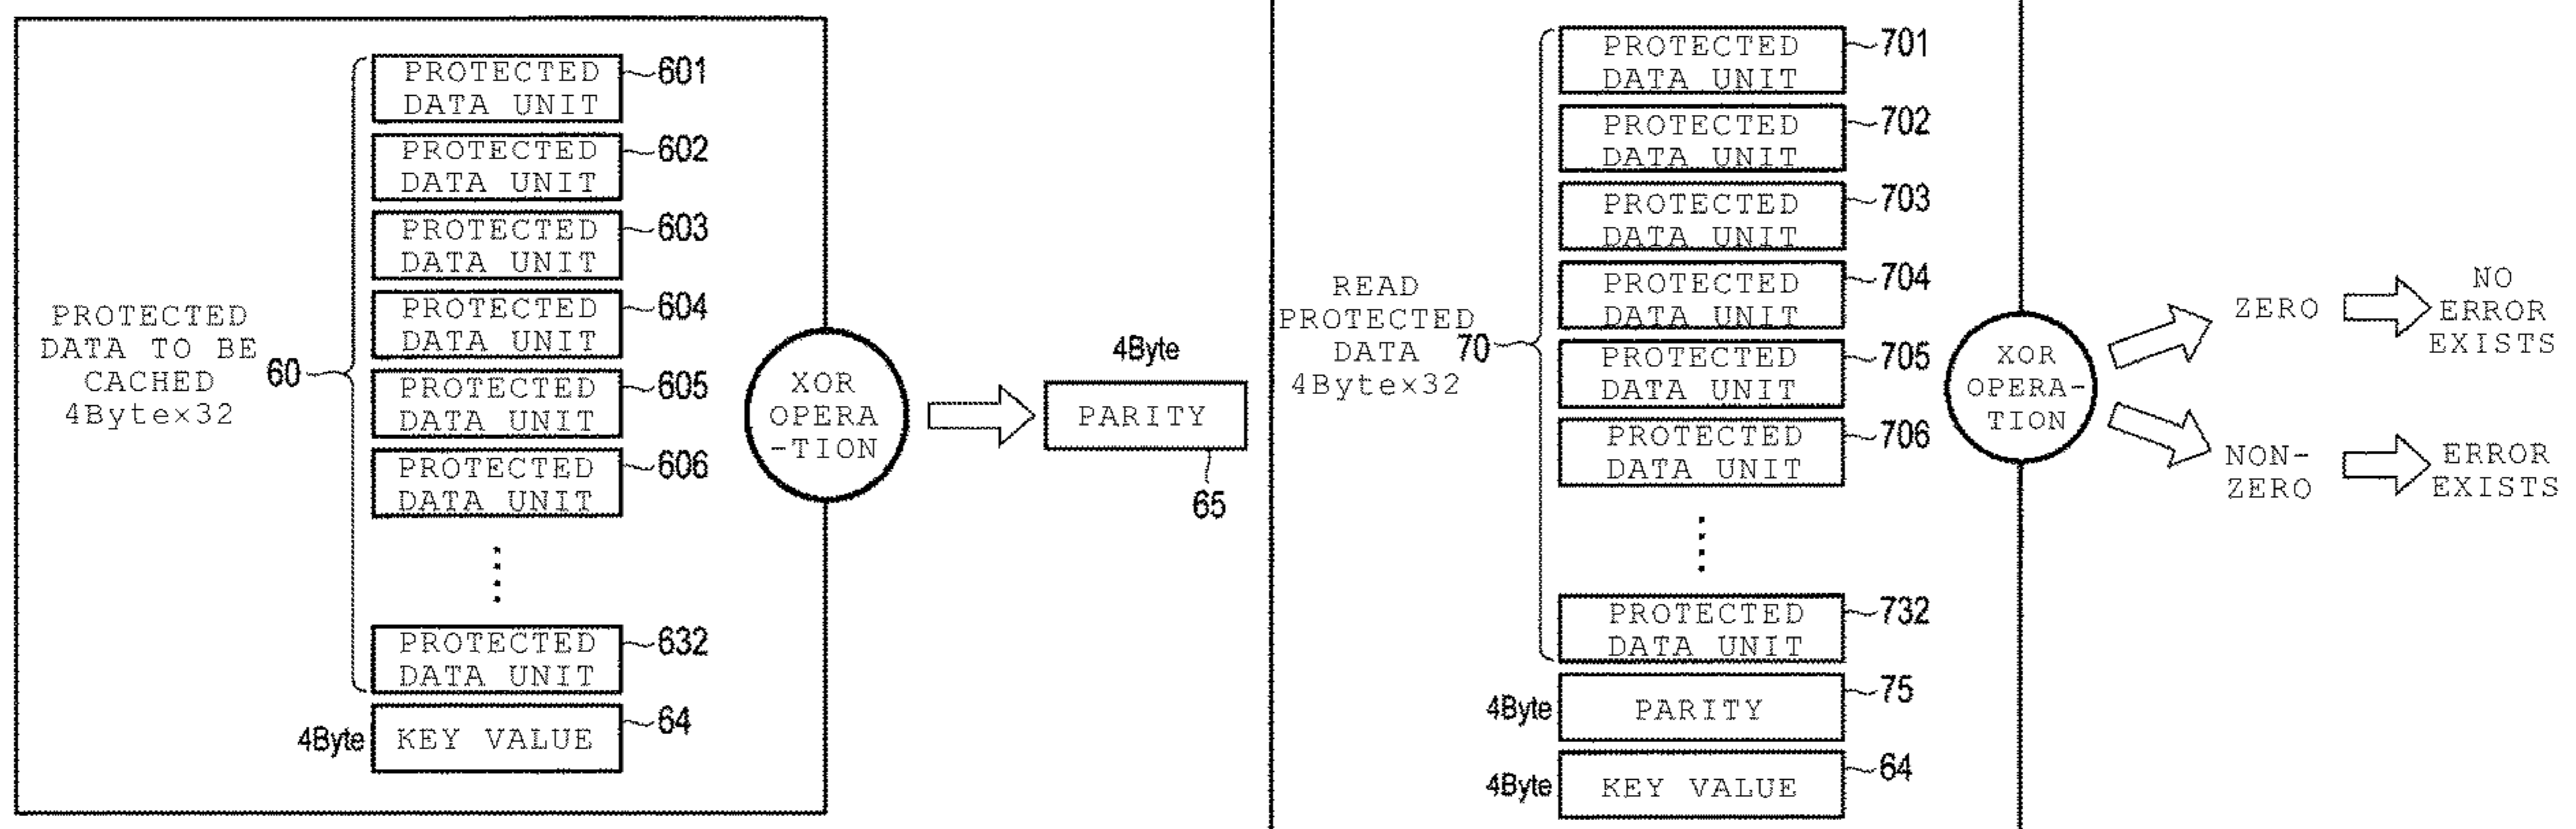 PROTECTED
DATA TO BE
CACHED
4Byte×32
60
PROTECTED
DATA UNIT
601
PROTECTED
DATA UNIT
602
PROTECTED
DATA UNIT
603
PROTECTED
DATA UNIT
604
PROTECTED
DATA UNIT
605
PROTECTED
DATA UNIT
606
PROTECTED
DATA UNIT
632
4Byte
KEY VALUE
64
XOR
OPERA
-TION
4Byte
PARITY
65
READ
PROTECTED
DATA
4Byte×32
70
PROTECTED
DATA UNIT
701
PROTECTED
DATA UNIT
702
PROTECTED
DATA UNIT
703
PROTECTED
DATA UNIT
704
PROTECTED
DATA UNIT
705
PROTECTED
DATA UNIT
706
PROTECTED
DATA UNIT
732
4Byte
PARITY
75
4Byte
KEY VALUE
64
XOR
OPERA-
TION
ZERO
NO
ERROR
EXISTS
NON-
ZERO
ERROR
EXISTS